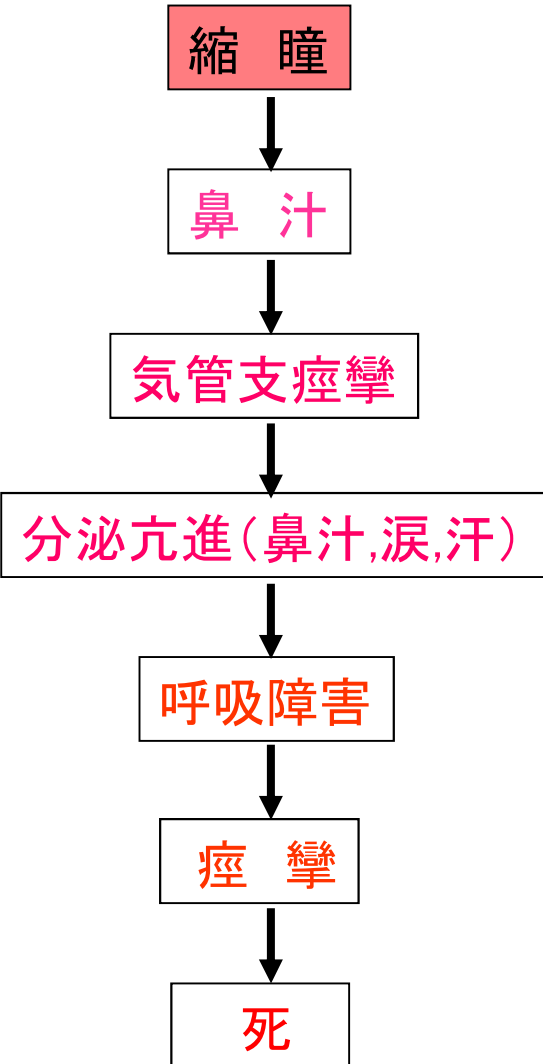 縮 瞳
鼻 汁
気管支痙攣
分泌亢進（鼻汁,涙,汗）
呼吸障害
痙 攣
死